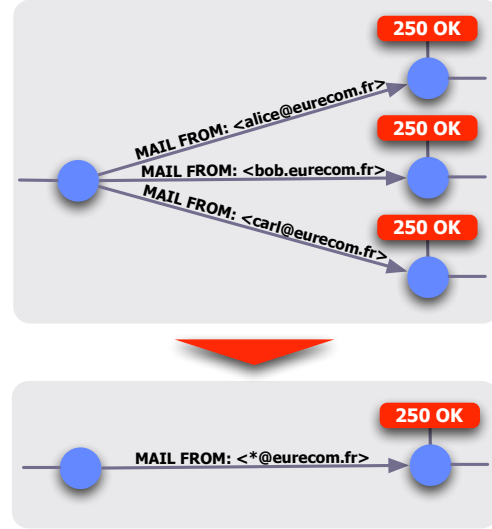 250 OK
MAIL FROM: <alice@eurecom.fr>
250 OK
MAIL FROM: <bob.eurecom.fr>
MAIL FROM: <carl@eurecom.fr>
250 OK
250 OK
MAIL FROM: <*@eurecom.fr>